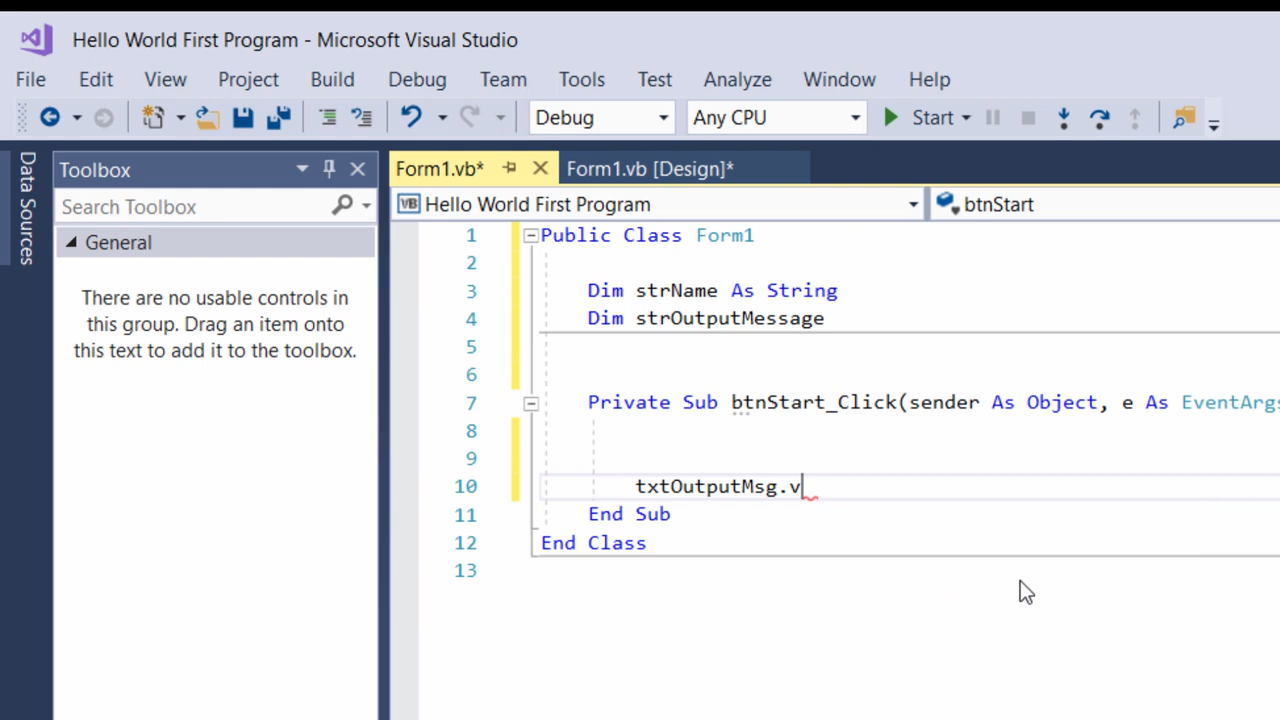 Hello World First Program - Microsoft Visual Studio
File Edit View Project Build Debug Team Tools Test Analyze Window Help
Debug Any CPU Start
Data Sources
Toolbox
Search Toolbox
General
There are no usable controls in
this group. Drag an item onto
this text to add it to the toolbox.
Form1.vb* Form1.vb [Design]*
VB Hello World First Program btnStart
1 Public Class Form1
2
3 Dim strName As String
4 Dim strOutputMessage
5
6
7 Private Sub btnStart_Click(sender As Object, e As EventArgs
8
9
10 txtOutputMsg.v
11 End Sub
12 End Class
13